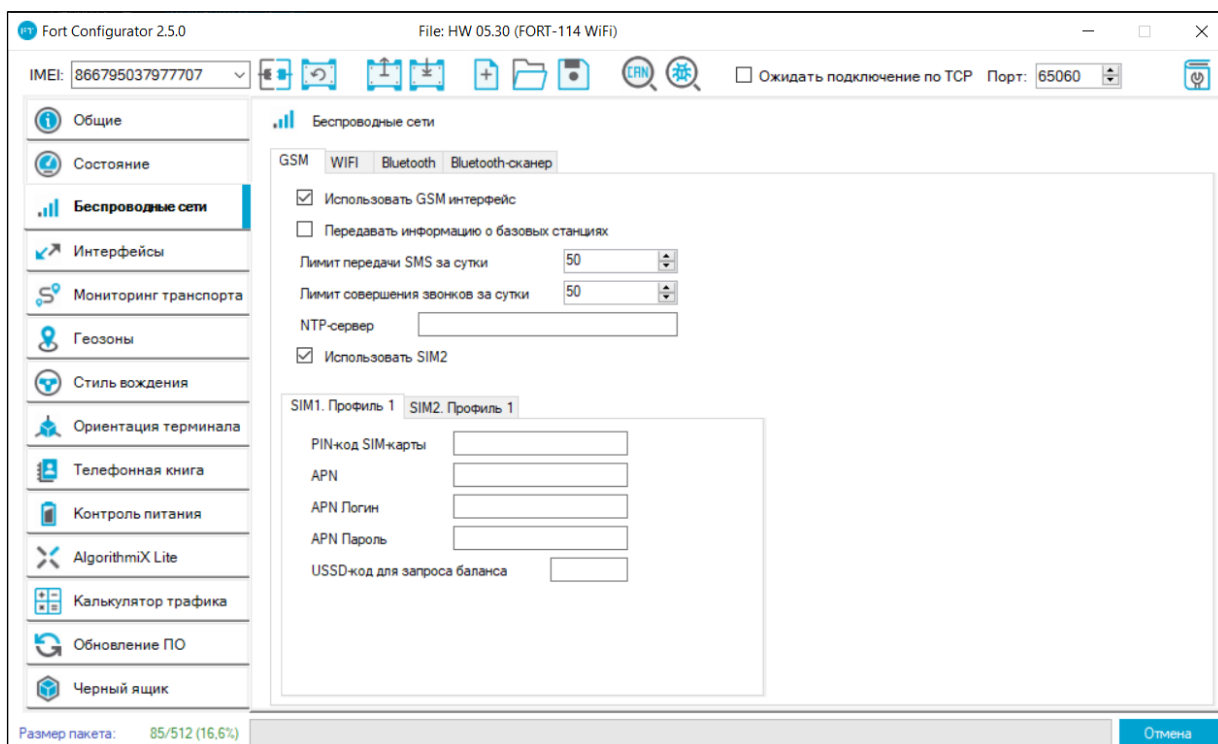 Fort Configurator 2.5.0 File: HW 05.30 (FORT-114 WiFi)
IMEI: 866795037977707 CAN Ожидать подключение по TCP Порт: 65060
Общие
Состояние
Беспроводные сети
Интерфейсы
Мониторинг транспорта
Геозоны
Стиль вождения
Ориентация терминала
Телефонная книга
Контроль питания
AlgorithmiX Lite
Калькулятор трафика
Обновление ПО
Черный ящик
Беспроводные сети
GSM WIFI Bluetooth Bluetooth-сканер
Использовать GSM интерфейс
Передавать информацию о базовых станциях
Лимит передачи SMS за сутки 50
Лимит совершения звонков за сутки 50
NTP-сервер
Использовать SIM2
SIM1. Профиль 1 SIM2. Профиль 1
PIN-код SIM-карты
APN
APN Логин
APN Пароль
USSD-код для запроса баланса
Размер пакета: 85/512 (16,6%) Отмена